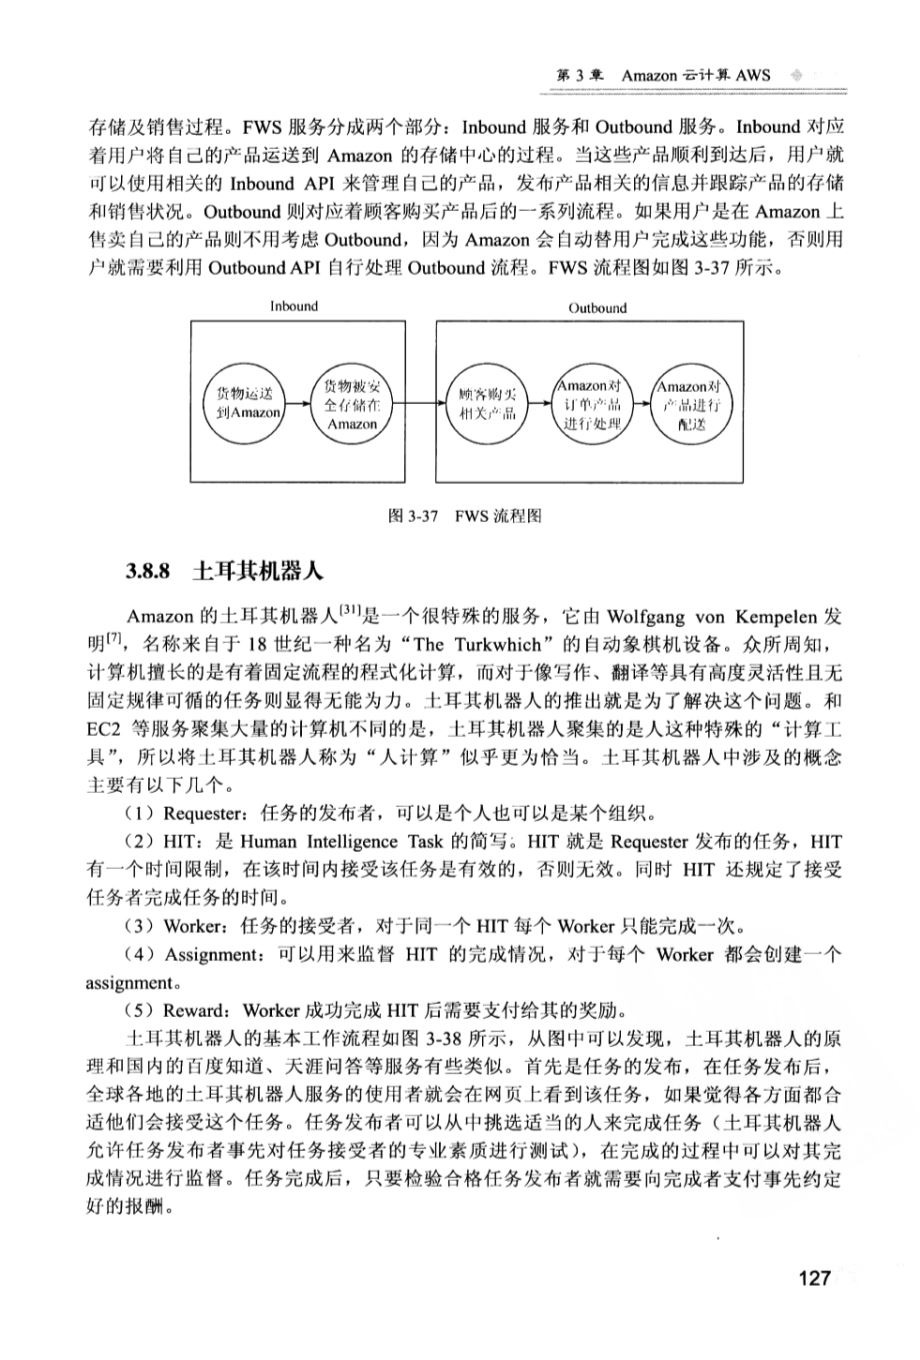 第 3 章 Amazon 云计算 AWS
存储及销售过程。FWS 服务分成两个部分：Inbound 服务和 Outbound 服务。Inbound 对应
着用户将自己的产品运送到 Amazon 的存储中心的过程。当这些产品顺利到达后，用户就
可以使用相关的 Inbound API 来管理自己的产品，发布产品相关的信息并跟踪产品的存储
和销售状况。Outbound 则对应着顾客购买产品后的一系列流程。如果用户是在 Amazon 上
售卖自己的产品则不用考虑 Outbound，因为 Amazon 会自动替用户完成这些功能，否则用
户就需要利用 Outbound API 自行处理 Outbound 流程。FWS 流程图如图 3-37 所示。
Inbound
Outbound
货物运送
到Amazon
货物被安
全存储在
Amazon
顾客购买
相关产品
Amazon对
订单产品
进行处理
Amazon对
产品进行
配送
图 3-37 FWS 流程图
3.8.8 土耳其机器人
Amazon 的土耳其机器人[31]是一个很特殊的服务，它由 Wolfgang von Kempelen 发
明[7]，名称来自于 18 世纪一种名为“The Turkwhich”的自动象棋机设备。众所周知，
计算机擅长的是有着固定流程的程式化计算，而对于像写作、翻译等具有高度灵活性且无
固定规律可循的任务则显得无能为力。土耳其机器人的推出就是为了解决这个问题。和
EC2 等服务聚集大量的计算机不同的是，土耳其机器人聚集的是人这种特殊的“计算工
具”，所以将土耳其机器人称为“人计算”似乎更为恰当。土耳其机器人中涉及的概念
主要有以下几个。
（1）Requester：任务的发布者，可以是个人也可以是某个组织。
（2）HIT：是 Human Intelligence Task 的简写。HIT 就是 Requester 发布的任务，HIT
有一个时间限制，在该时间内接受该任务是有效的，否则无效。同时 HIT 还规定了接受
任务者完成任务的时间。
（3）Worker：任务的接受者，对于同一个 HIT 每个 Worker 只能完成一次。
（4）Assignment：可以用来监督 HIT 的完成情况，对于每个 Worker 都会创建一个
assignment。
（5）Reward：Worker 成功完成 HIT 后需要支付给其的奖励。
土耳其机器人的基本工作流程如图 3-38 所示，从图中可以发现，土耳其机器人的原
理和国内的百度知道、天涯问答等服务有些类似。首先是任务的发布，在任务发布后，
全球各地的土耳其机器人服务的使用者就会在网页上看到该任务，如果觉得各方面都合
适他们会接受这个任务。任务发布者可以从中挑选适当的人来完成任务（土耳其机器人
允许任务发布者事先对任务接受者的专业素质进行测试），在完成的过程中可以对其完
成情况进行监督。任务完成后，只要检验合格任务发布者就需要向完成者支付事先约定
好的报酬。
127